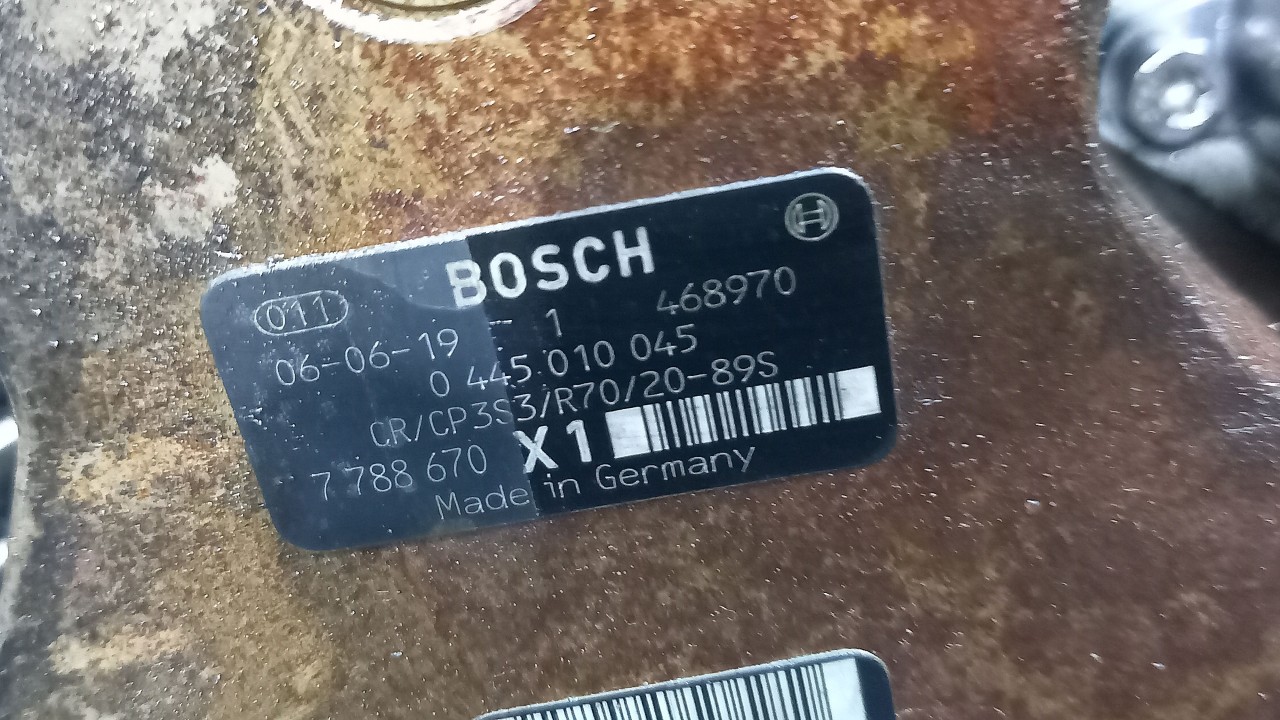 BOSCH
011
06-06-19 - 1 468970
0 445 010 045
CR/CP3S3/R70/20-89S
7 788 670 X1
Made in Germany